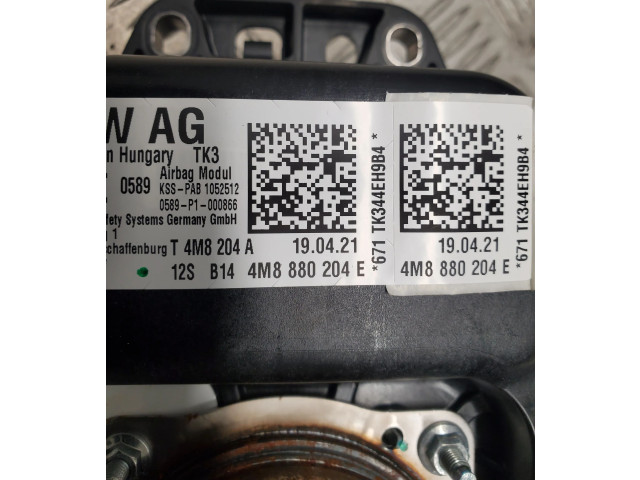 W AG
n Hungary TK3
0589 Airbag Modul
KSS-PAB 1052512
0589-P1-000866
fety Systems Germany GmbH
g 1
schaffenburg T 4M8 204 A 19.04.21
12S B14 4M8 880 204 E
*671 TK344EH9B4 *
19.04.21
4M8 880 204 E
*671 TK344EH9B4 *